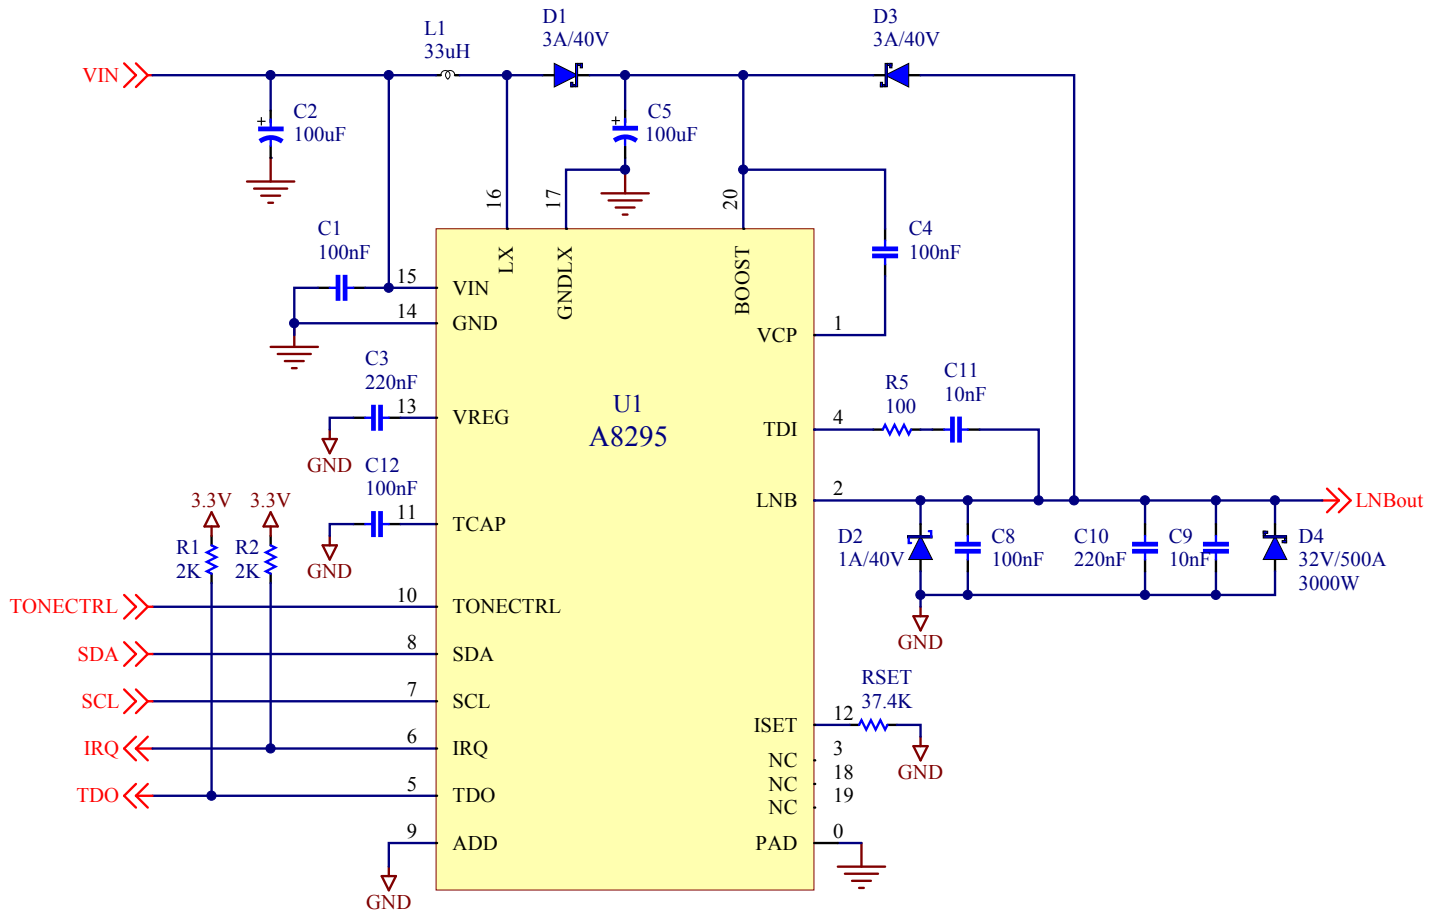 D1
3A/40V
D3
3A/40V
L1
33uH
VIN
+
C2
100uF
+
C5
100uF
16
17
20
C1
100nF
C4
100nF
LX
GNDLX
BOOST
15
VIN
14
GND
VCP
1
C3
220nF
13
VREG
GND
U1
A8295
TDI
4
R5
100
C11
10nF
C12
100nF
11
TCAP
GND
3.3V
3.3V
R1
2K
R2
2K
LNB
2
LNBout
D2
1A/40V
C8
100nF
C10
220nF
C9
10nF
D4
32V/500A
3000W
GND
TONECTRL
10
TONECTRL
SDA
8
SDA
SCL
7
SCL
IRQ
6
IRQ
TDO
5
TDO
9
ADD
GND
RSET
37.4K
ISET
12
GND
NC
3
NC
18
NC
19
PAD
0